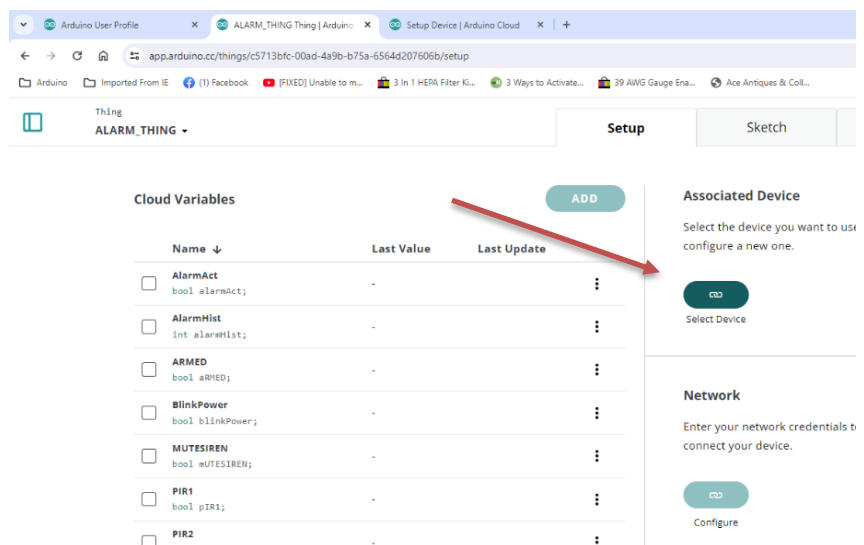 Arduino User Profile
ALARM_THING Thing | Arduino
Setup Device | Arduino Cloud
app.arduino.cc/things/c5713bfc-00ad-4a9b-b75a-6564d207606b/setup
Arduino
Imported From IE
(1) Facebook
[FIXED] Unable to m...
3 In 1 HEPA Filter Ki...
3 Ways to Activate...
39 AWG Gauge Ena...
Ace Antiques & Coll...
Thing
ALARM_THING
Setup
Sketch
Cloud Variables
ADD
Name ↓
Last Value
Last Update
AlarmAct
bool alarmAct;
-
AlarmHist
int alarmHist;
-
ARMED
bool aRMED;
-
BlinkPower
bool blinkPower;
-
MUTESIREN
bool mUTESIREN;
-
PIR1
bool pIR1;
-
PIR2
Associated Device
Select the device you want to use
configure a new one.
Select Device
Network
Enter your network credentials to
connect your device.
Configure